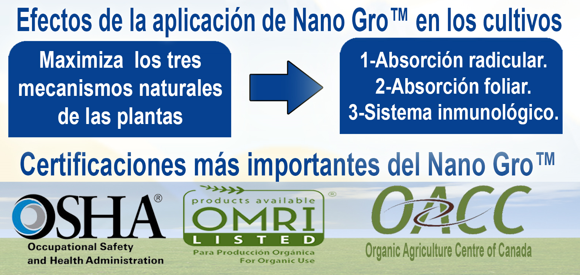 Efectos de la aplicación de Nano Gro™ en los cultivos
Maximiza los tres
mecanismos naturales
de las plantas
1-Absorción radicular.
2-Absorción foliar.
3-Sistema inmunológico.
Certificaciones más importantes del Nano Gro™
OSHA®
Occupational Safety
and Health Administration
products available
OMRI
LISTED
®
Para Producción Orgánica
For Organic Use
OACC
Organic Agriculture Centre of Canada